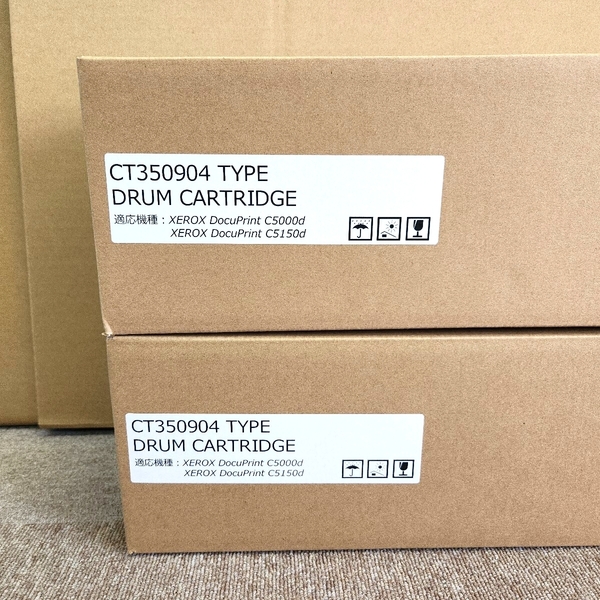 CT350904 TYPE
DRUM CARTRIDGE
適応機種：XEROX DocuPrint C5000d
XEROX DocuPrint C5150d
CT350904 TYPE
DRUM CARTRIDGE
適応機種：XEROX DocuPrint C5000d
XEROX DocuPrint C5150d